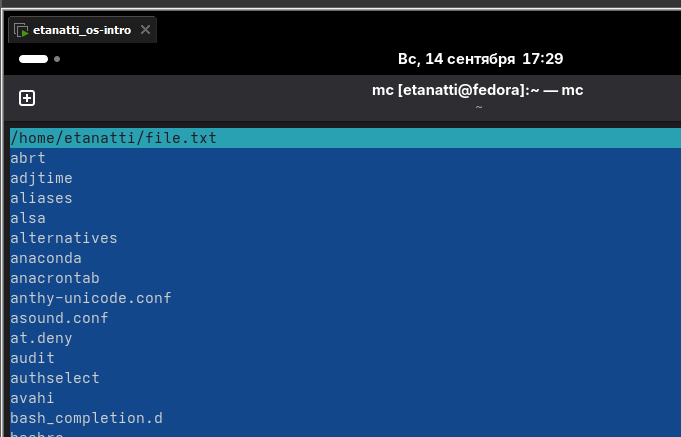 etanatti_os-intro
Вс, 14 сентября 17:29
mc [etanatti@fedora]:~ — mc
~
/home/etanatti/file.txt
abrt
adjtime
aliases
alsa
alternatives
anaconda
anacrontab
anthy-unicode.conf
asound.conf
at.deny
audit
authselect
avahi
bash_completion.d